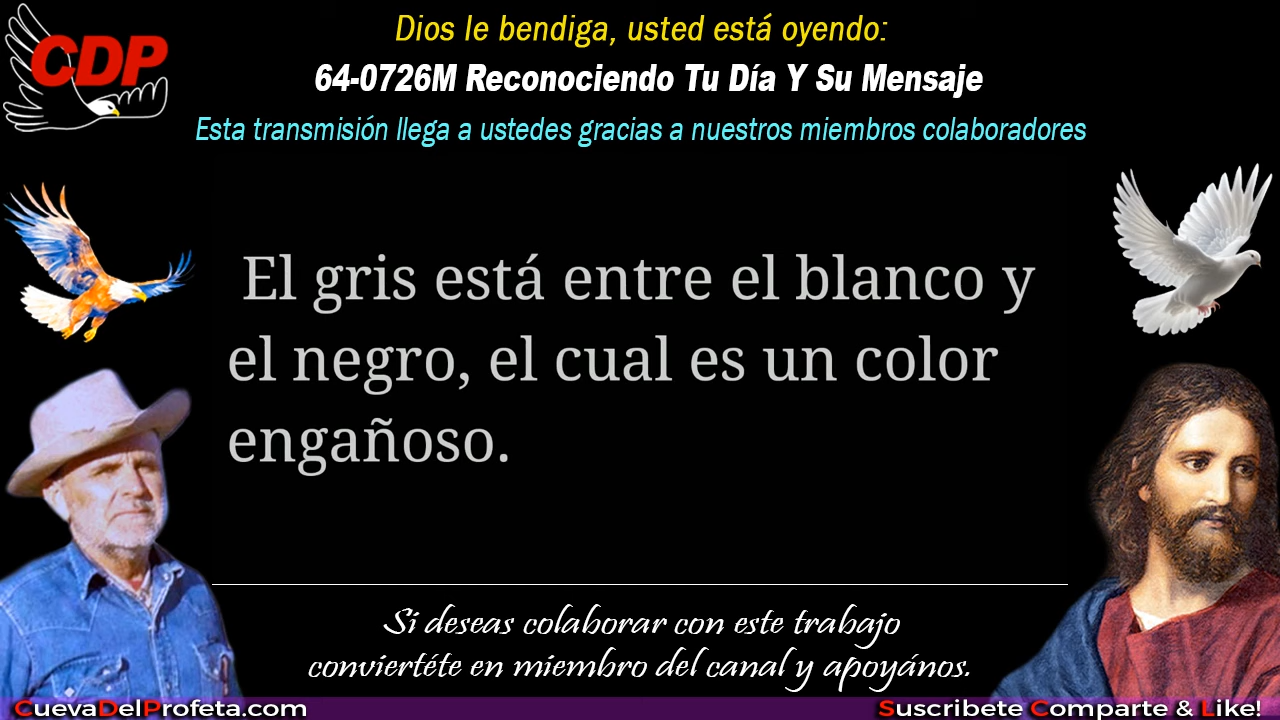 CDP
Dios le bendiga, usted está oyendo:
64-0726M Reconociendo Tu Día Y Su Mensaje
Esta transmisión llega a ustedes gracias a nuestros miembros colaboradores
El gris está entre el blanco y
el negro, el cual es un color
engañoso.
Si deseas colaborar con este trabajo
conviertéte en miembro del canal y apoyános.
CuevaDelProfeta.com
Suscribete Comparte & Like!